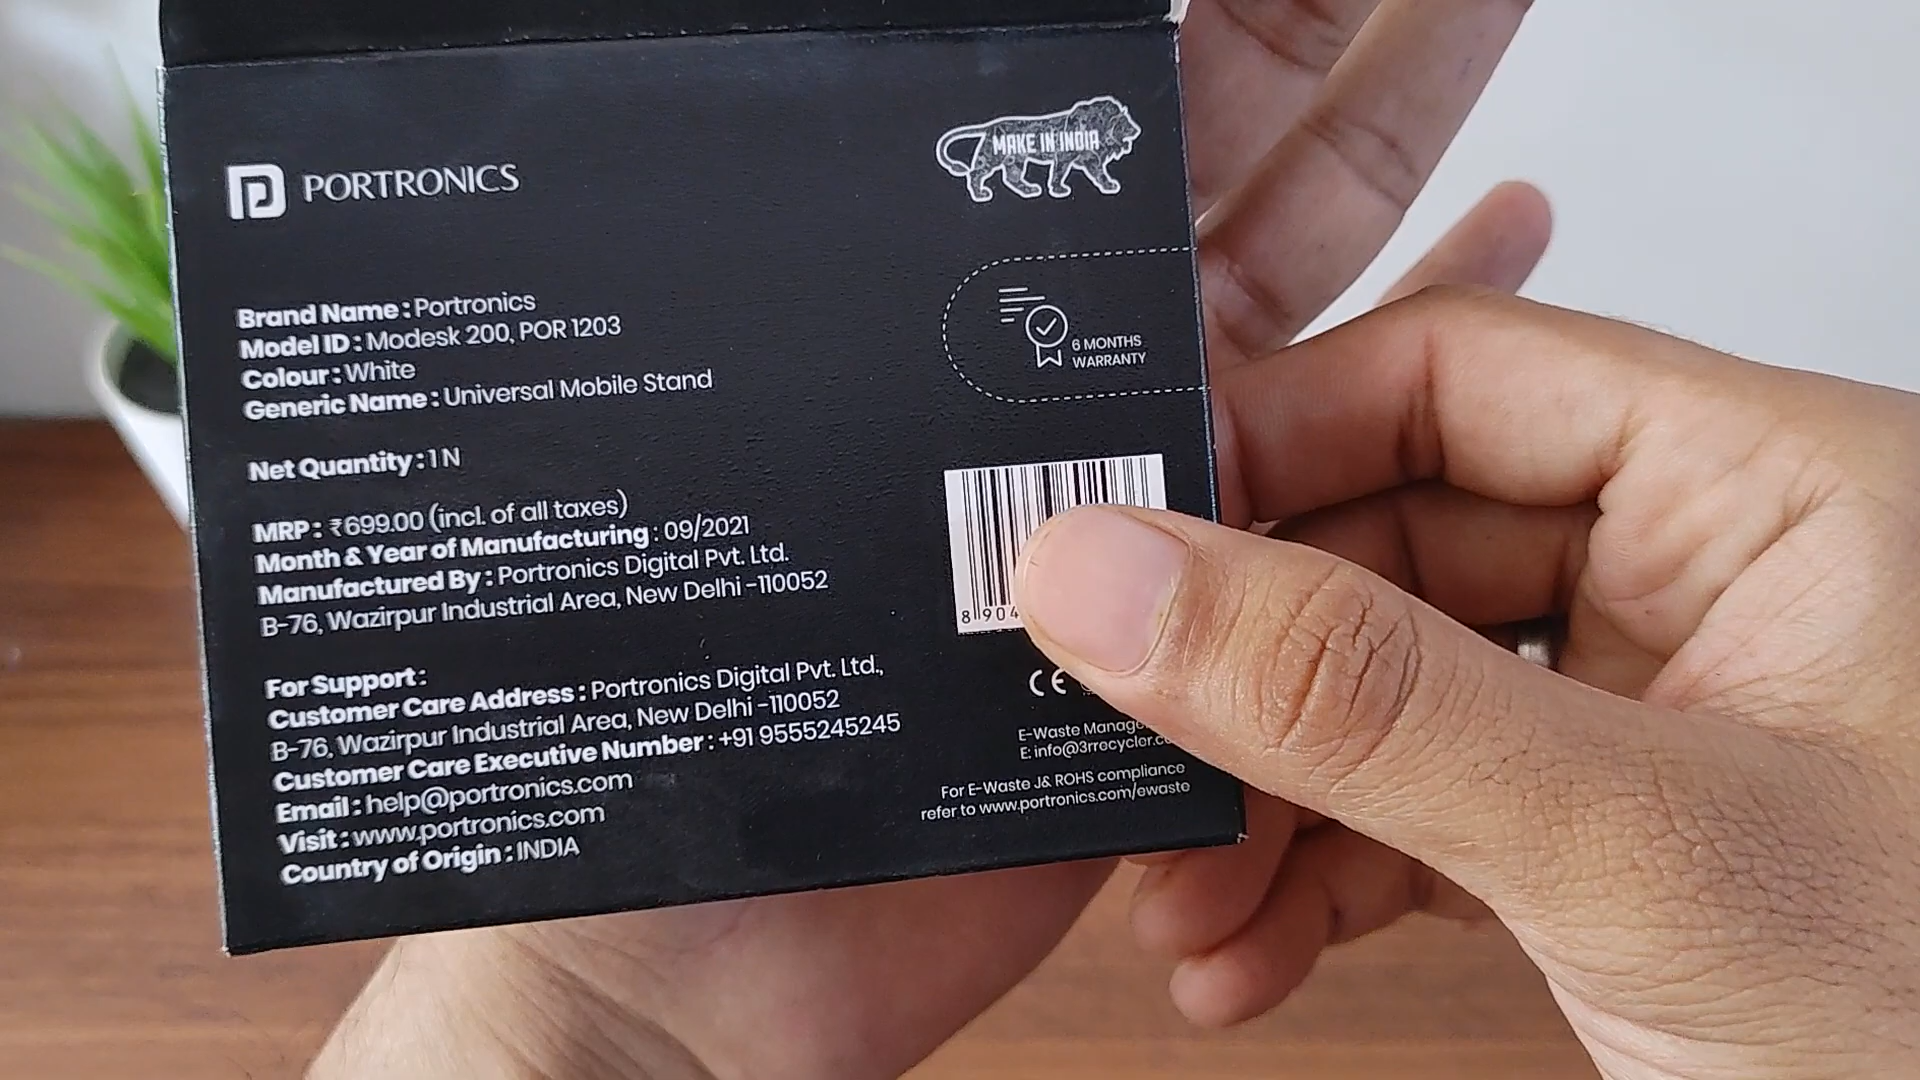 PORTRONICS
MAKE IN INDIA
Brand Name : Portronics
Model ID : Modesk 200, POR 1203
Colour : White
Generic Name : Universal Mobile Stand
6 MONTHS
WARRANTY
Net Quantity : 1 N
MRP : ₹699.00 (incl. of all taxes)
Month & Year of Manufacturing : 09/2021
Manufactured By : Portronics Digital Pvt. Ltd.
B-76, Wazirpur Industrial Area, New Delhi -110052
8 904
For Support :
Customer Care Address : Portronics Digital Pvt. Ltd.,
B-76, Wazirpur Industrial Area, New Delhi -110052
Customer Care Executive Number : +91 9555245245
Email : help@portronics.com
Visit : www.portronics.com
Country of Origin : INDIA
CE
E-Waste
E: info@3rrecycler.c
For E-Waste J& ROHS compliance
refer to www.portronics.com/ewaste